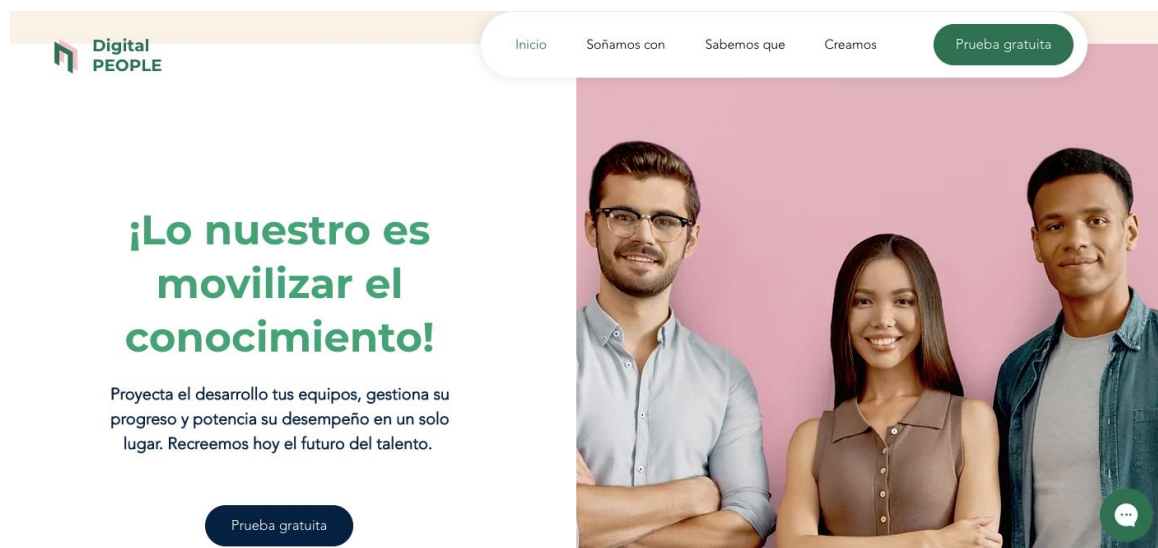 Digital
PEOPLE
Inicio
Soñamos con
Sabemos que
Creamos
Prueba gratuita
¡Lo nuestro es
movilizar el
conocimiento!
Proyecta el desarrollo tus equipos, gestiona su
progreso y potencia su desempeño en un solo
lugar. Recreemos hoy el futuro del talento.
Prueba gratuita